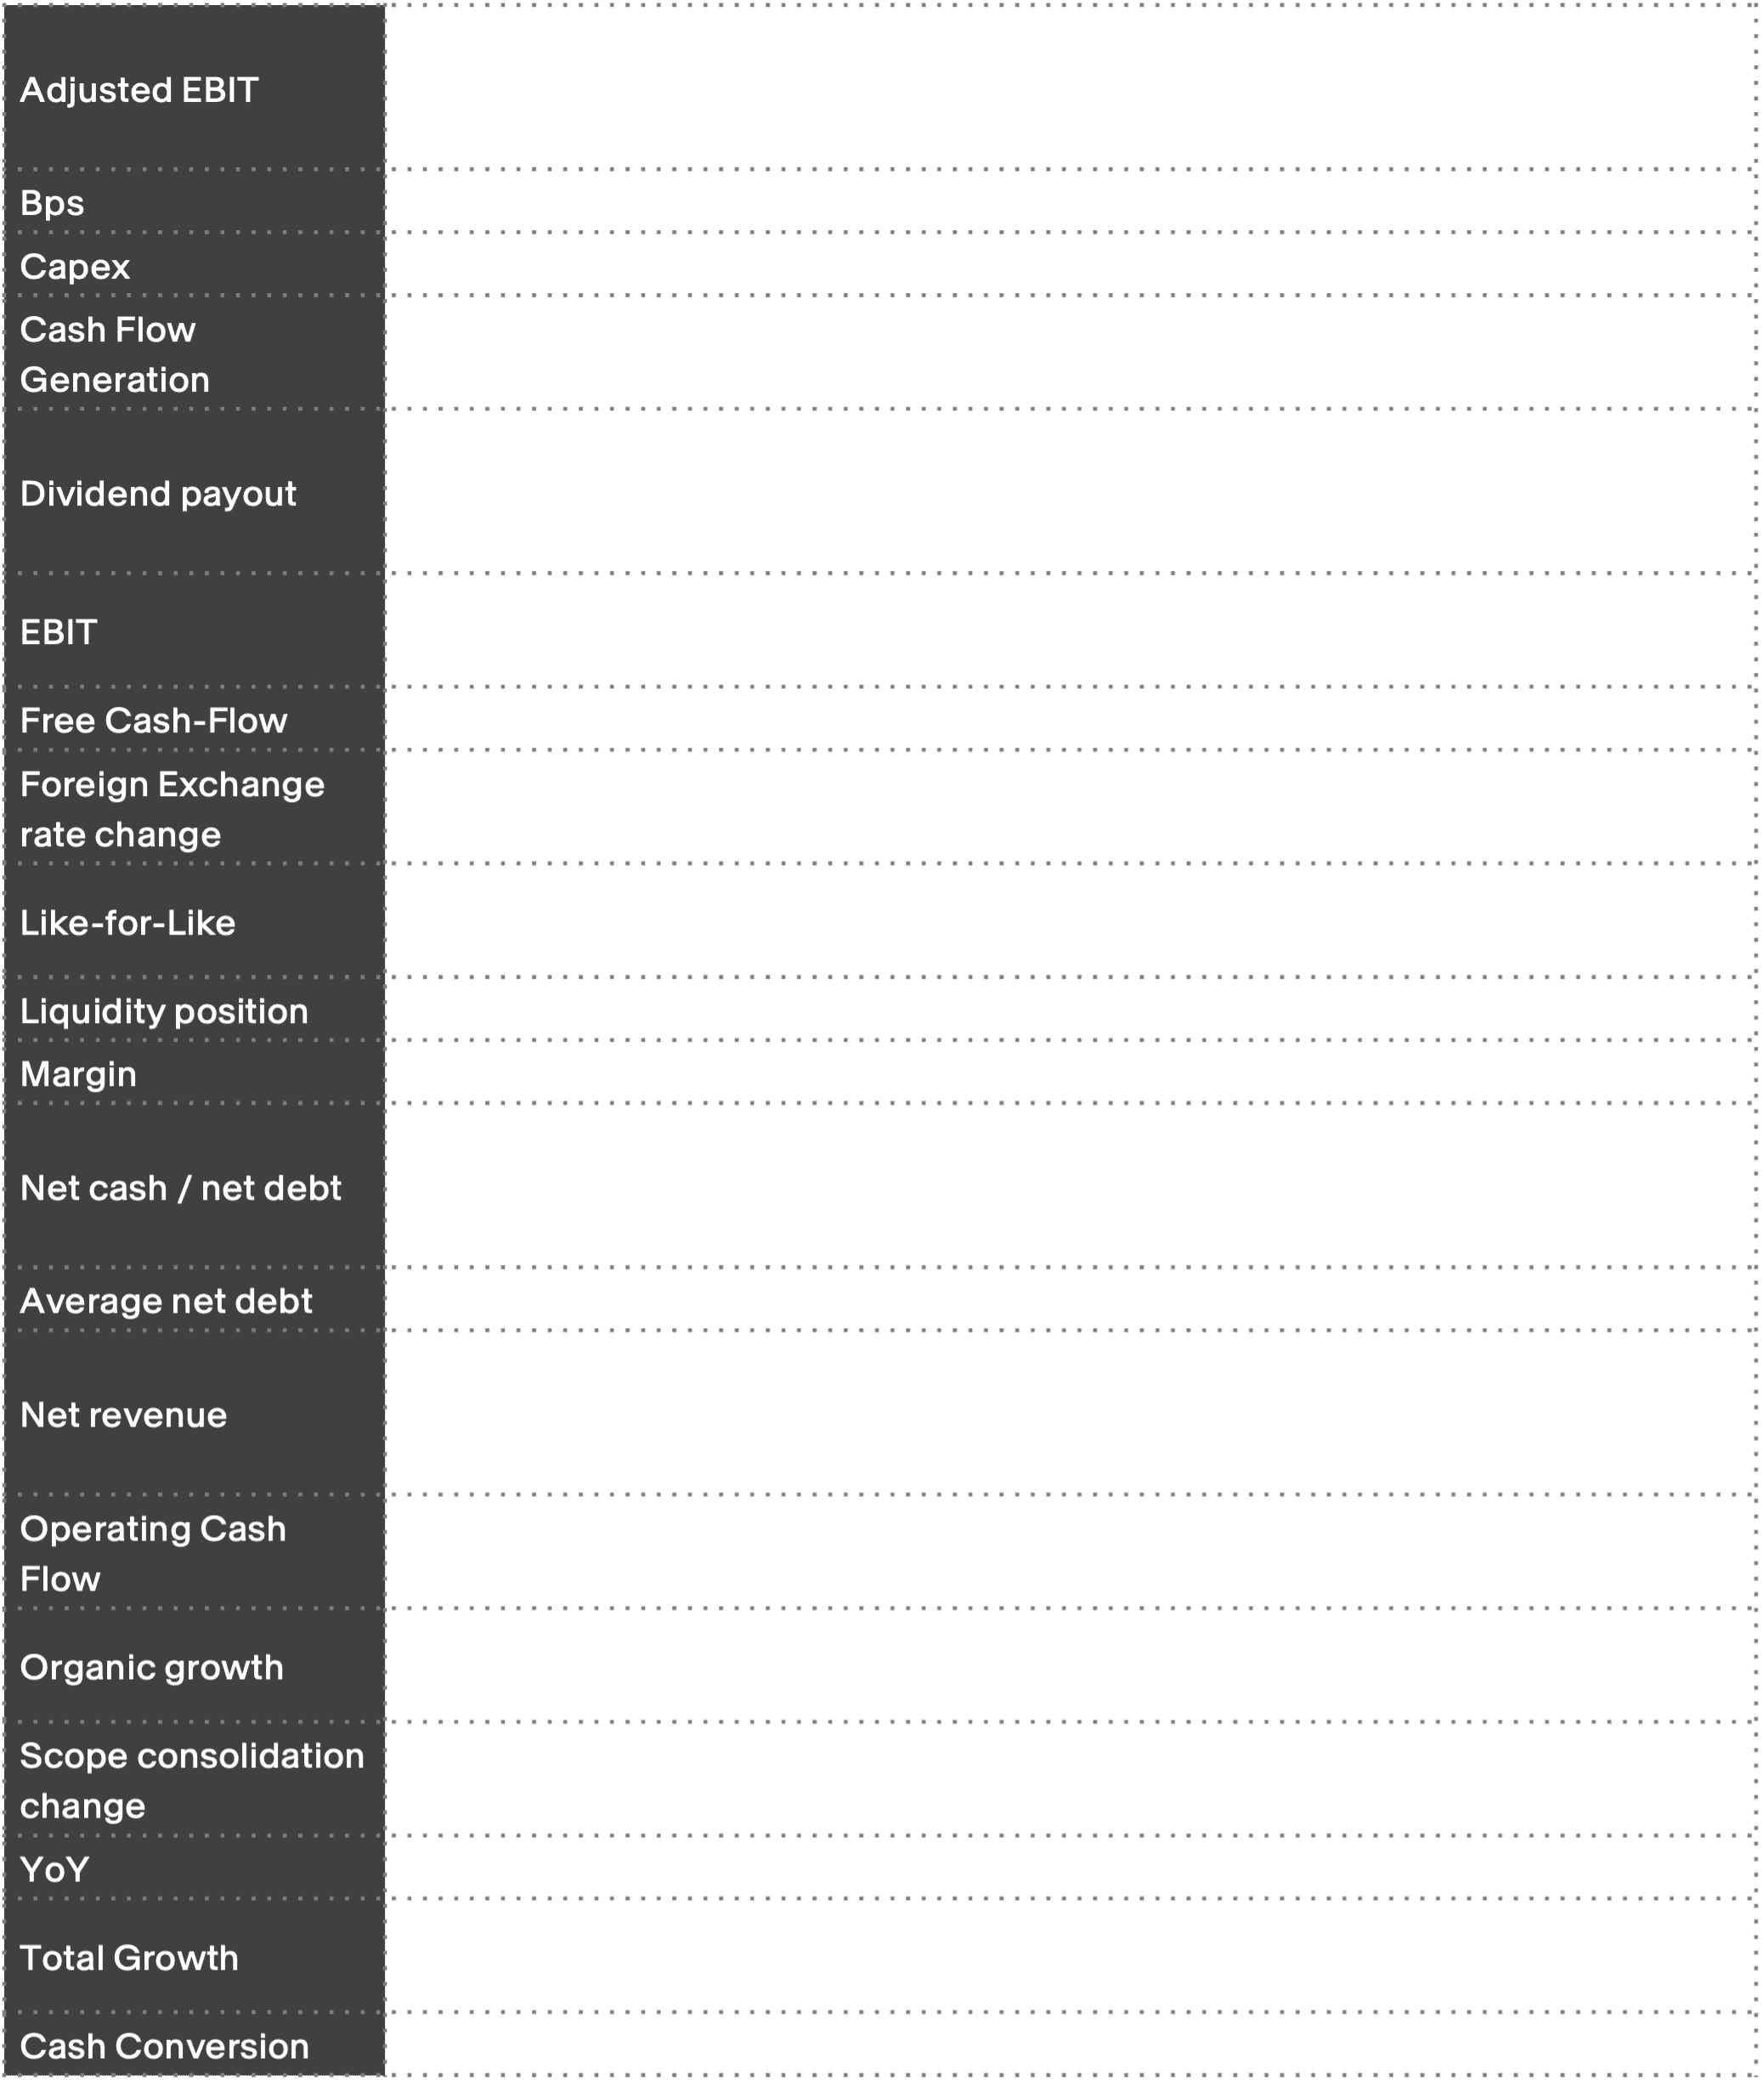 Adjusted EBIT
Bps
Capex
Cash Flow
Generation
Dividend payout
EBIT
Free Cash-Flow
Foreign Exchange
rate change
Like-for-Like
Liquidity position
Margin
Net cash / net debt
Average net debt
Net revenue
Operating Cash
Flow
Organic growth
Scope consolidation
change
YoY
Total Growth
Cash Conversion